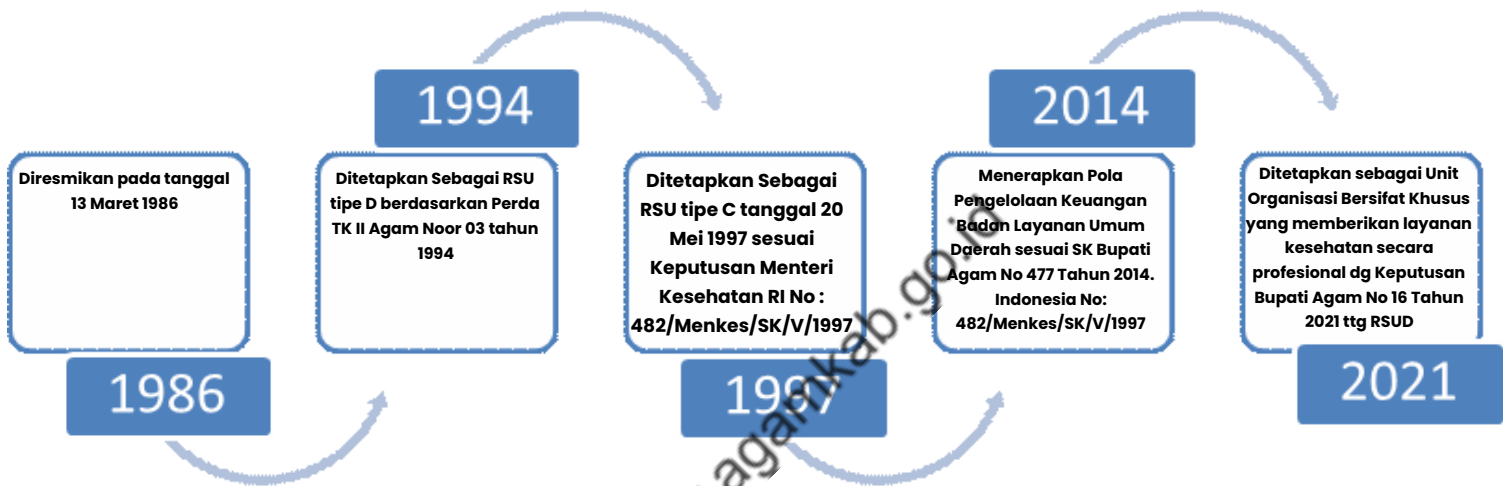 Diresmikan pada tanggal
13 Maret 1986
1986
1994
Ditetapkan Sebagai RSU
tipe D berdasarkan Perda
TK II Agam Noor 03 tahun
1994
Ditetapkan Sebagai
RSU tipe C tanggal 20
Mei 1997 sesuai
Keputusan Menteri
Kesehatan RI No :
482/Menkes/SK/V/1997
1997
2014
Menerapkan Pola
Pengelolaan Keuangan
Badan Layanan Umum
Daerah sesuai SK Bupati
Agam No 477 Tahun 2014.
Indonesia No:
482/Menkes/SK/V/1997
Ditetapkan sebagai Unit
Organisasi Bersifat Khusus
yang memberikan layanan
kesehatan secara
profesional dg Keputusan
Bupati Agam No 16 Tahun
2021 ttg RSUD
2021
agamkab.go.id